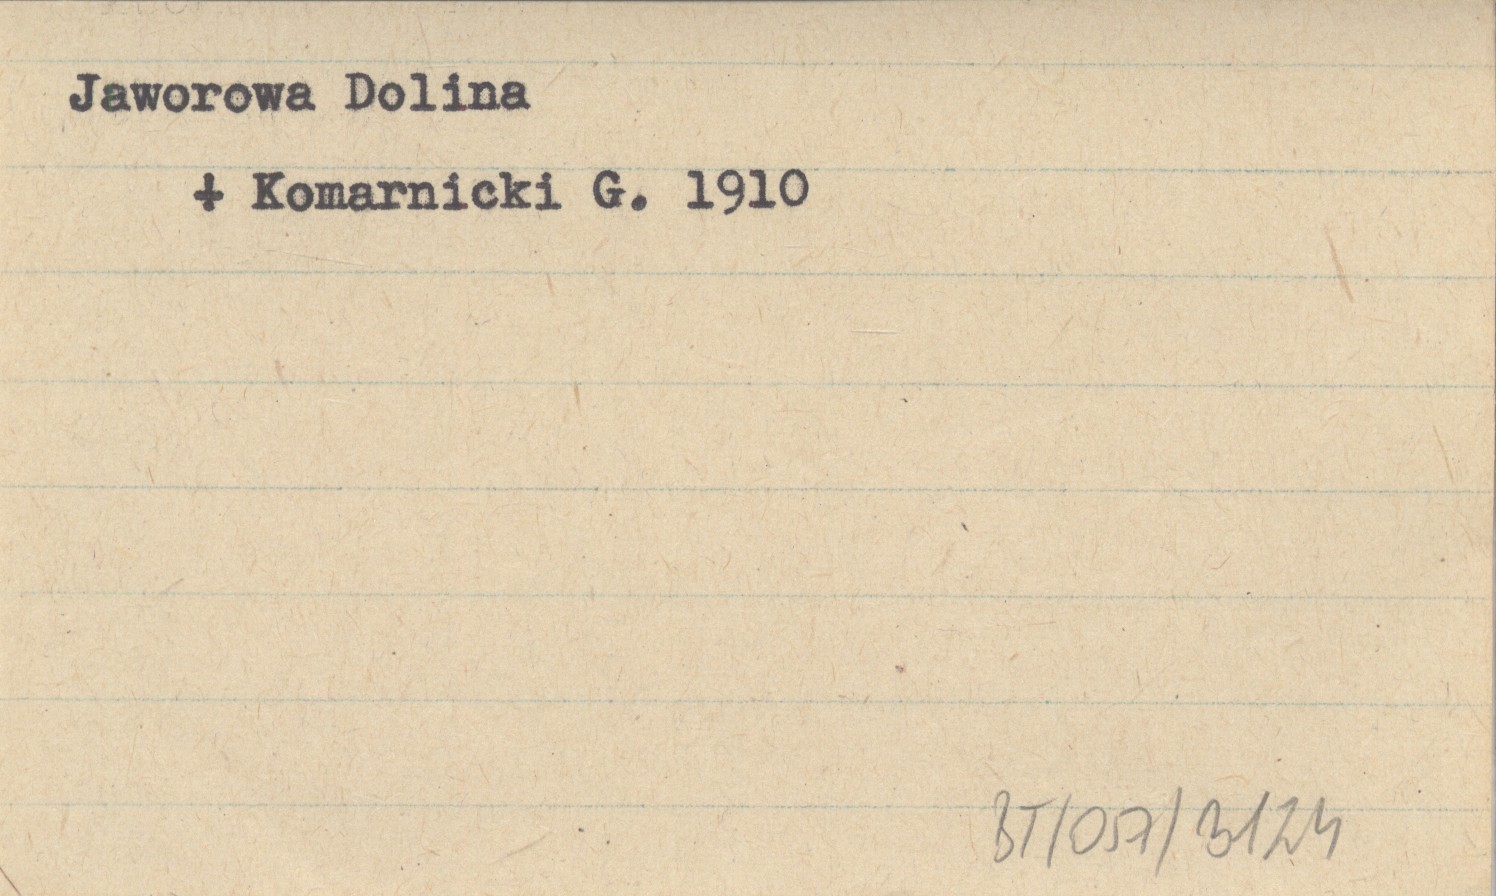 Jaworowa Dolina
+ Komarnicki G. 1910
BT/057/3124